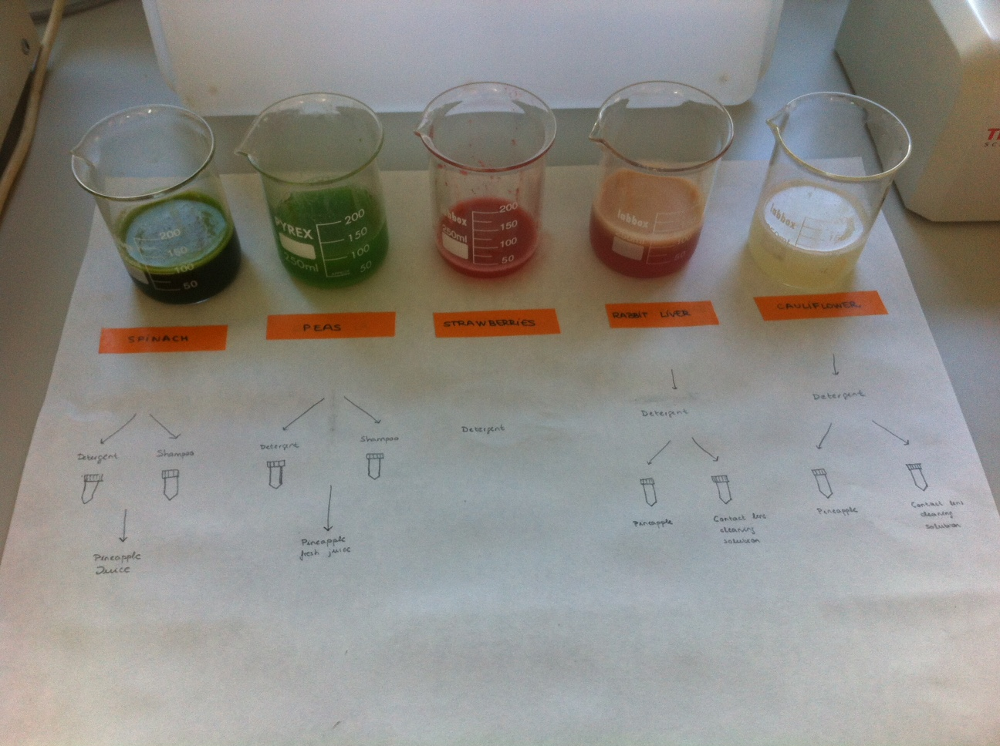 200
150
100
50
PYREX
250ml
200
150
100
50
labbox
250ml
200
150
100
50
labbox
50
labbox
SPINACH
PEAS
STRAWBERRIES
RABBIT LIVER
CAULIFLOWER
Detergent
Shampoo
Detergent
Shampoo
Detergent
Detergent
Detergent
Pineapple
Juice
Pineapple
fresh juice
Pineapple
Contact lens
cleaning
solution
Pineapple
Contact lens
cleaning
solution